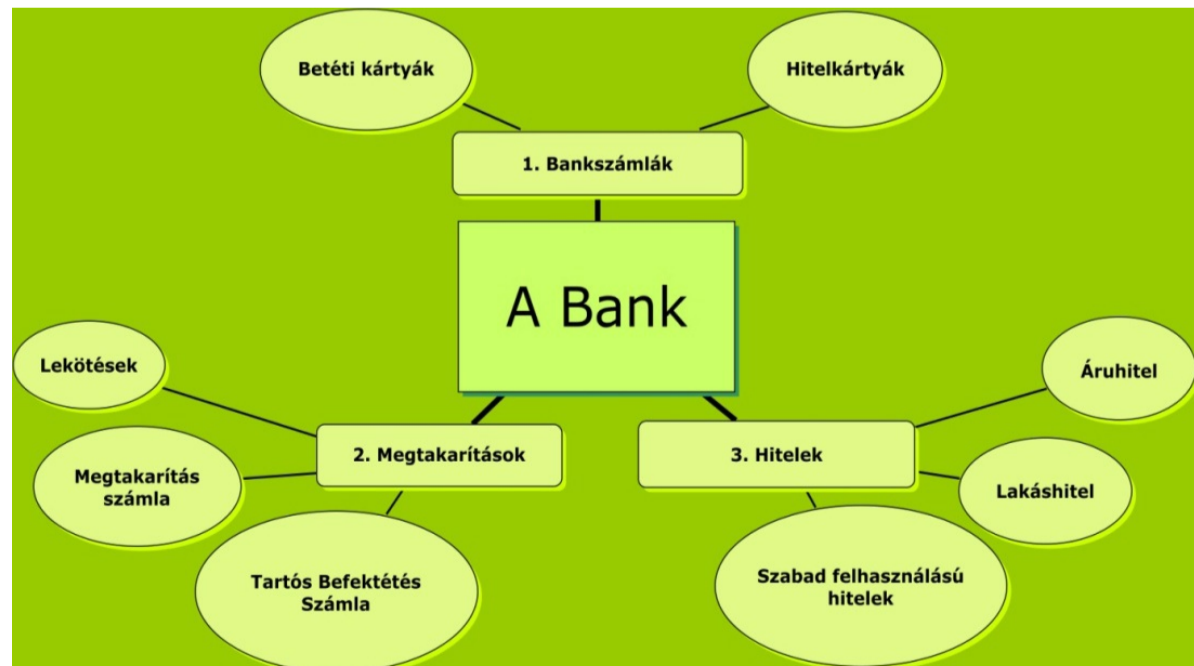 Betéti kártyák
Hitelkártyák
1. Bankszámlák
A Bank
Lekötések
Áruhitel
2. Megtakarítások
3. Hitelek
Megtakarítás
számla
Lakáshitel
Tartós Befektétés
Számla
Szabad felhasználású
hitelek